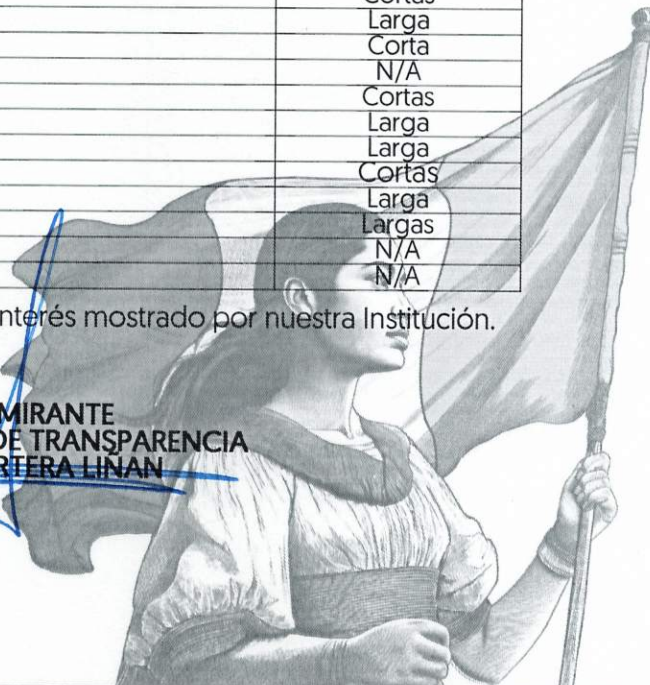 Cortas
Larga
Corta
N/A
Cortas
Larga
Larga
Cortas
Larga
Largas
N/A
N/A
nterés mostrado por nuestra Institución.
MIRANTE
DE TRANSPARENCIA
RTERA LIÑAN